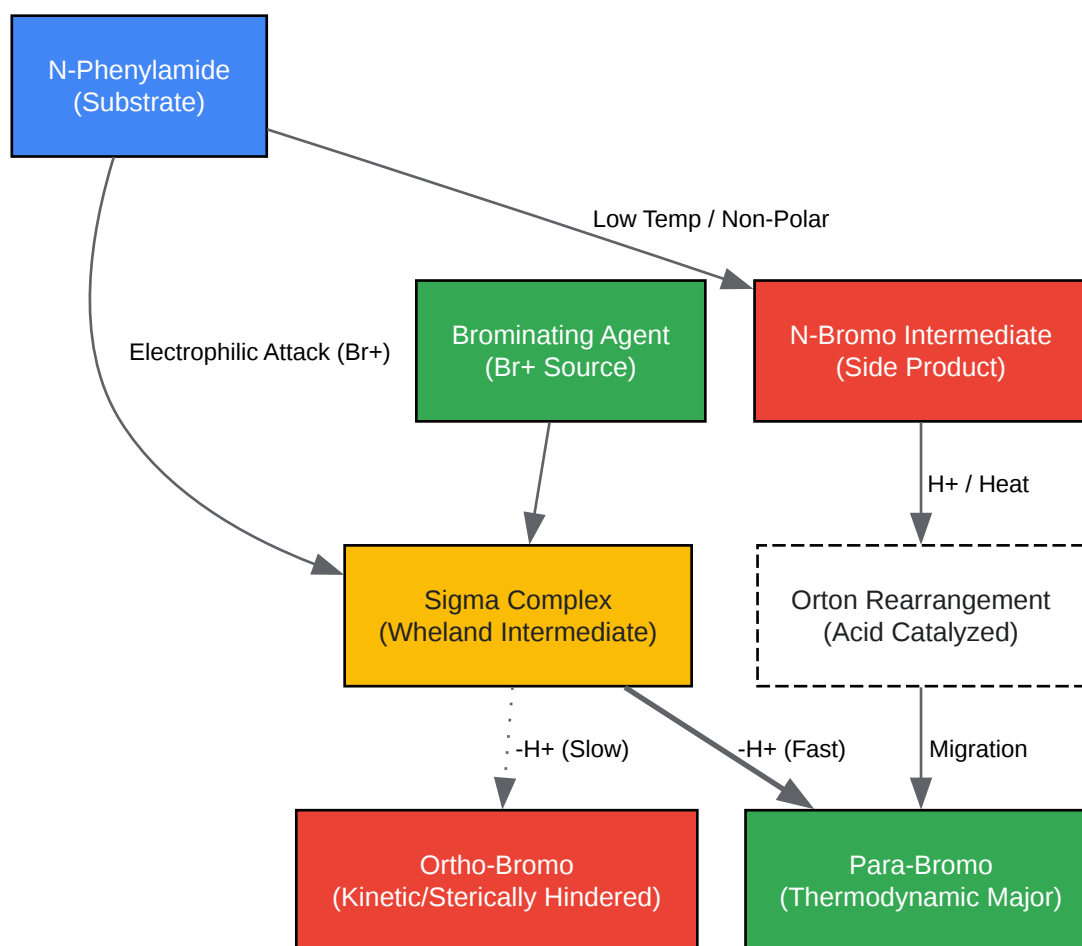 N-Phenylamide
(Substrate)
Low Temp / Non-Polar
Electrophilic Attack (Br+)
Brominating Agent
(Br+ Source)
N-Bromo Intermediate
(Side Product)
H+ / Heat
Sigma Complex
(Wheland Intermediate)
Orton Rearrangement
(Acid Catalyzed)
-H+ (Slow)
-H+ (Fast)
Migration
Ortho-Bromo
(Kinetic/Sterically Hindered)
Para-Bromo
(Thermodynamic Major)